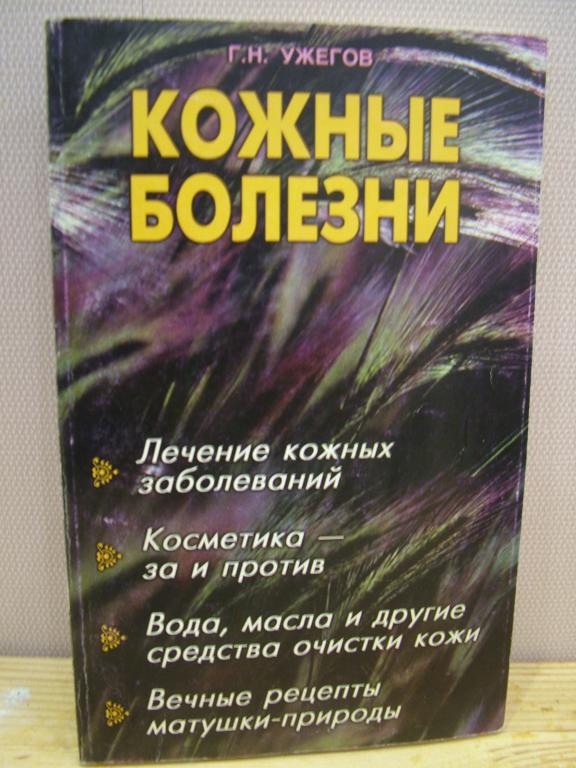 Г.Н. УЖЕГОВ
КОЖНЫЕ
БОЛЕЗНИ
Лечение кожных
заболеваний
Косметика —
за и против
Вода, масла и другие
средства очистки кожи
Вечные рецепты
матушки-природы